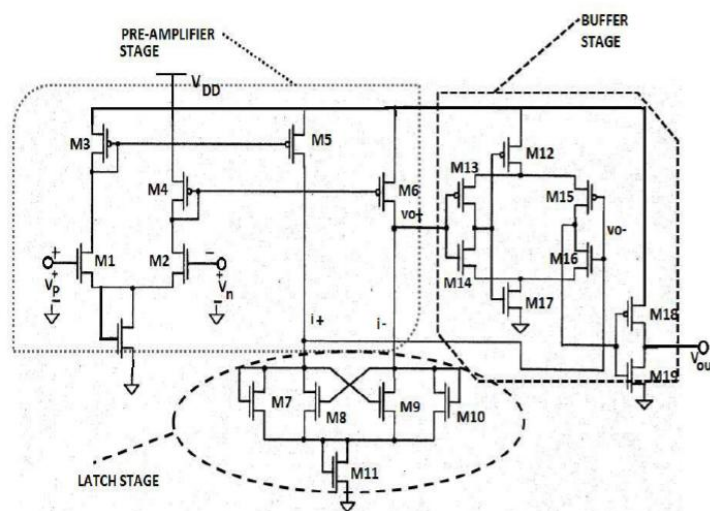 PRE-AMPLIFIER
STAGE
BUFFER
STAGE
VDD
M3
M5
M12
M4
M6
M13
M15
vo+
vo-
M1
M2
M14
M16
M17
M18
+
-
Vp
Vn
i+
i-
Vou
M19
M7
M8
M9
M10
M11
LATCH STAGE